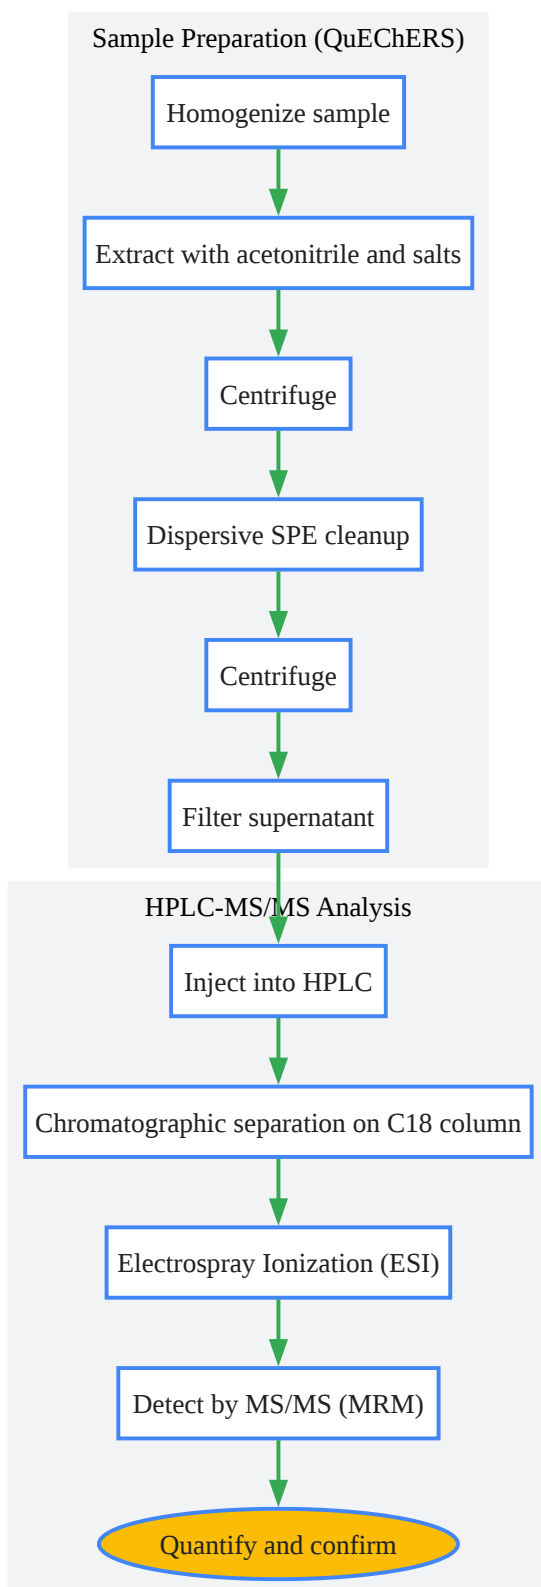 Sample Preparation (QuEChERS)
Homogenize sample
Extract with acetonitrile and salts
Centrifuge
Dispersive SPE cleanup
Centrifuge
Filter supernatant
HPLC-MS/MS Analysis
Inject into HPLC
Chromatographic separation on C18 column
Electrospray Ionization (ESI)
Detect by MS/MS (MRM)
Quantify and confirm